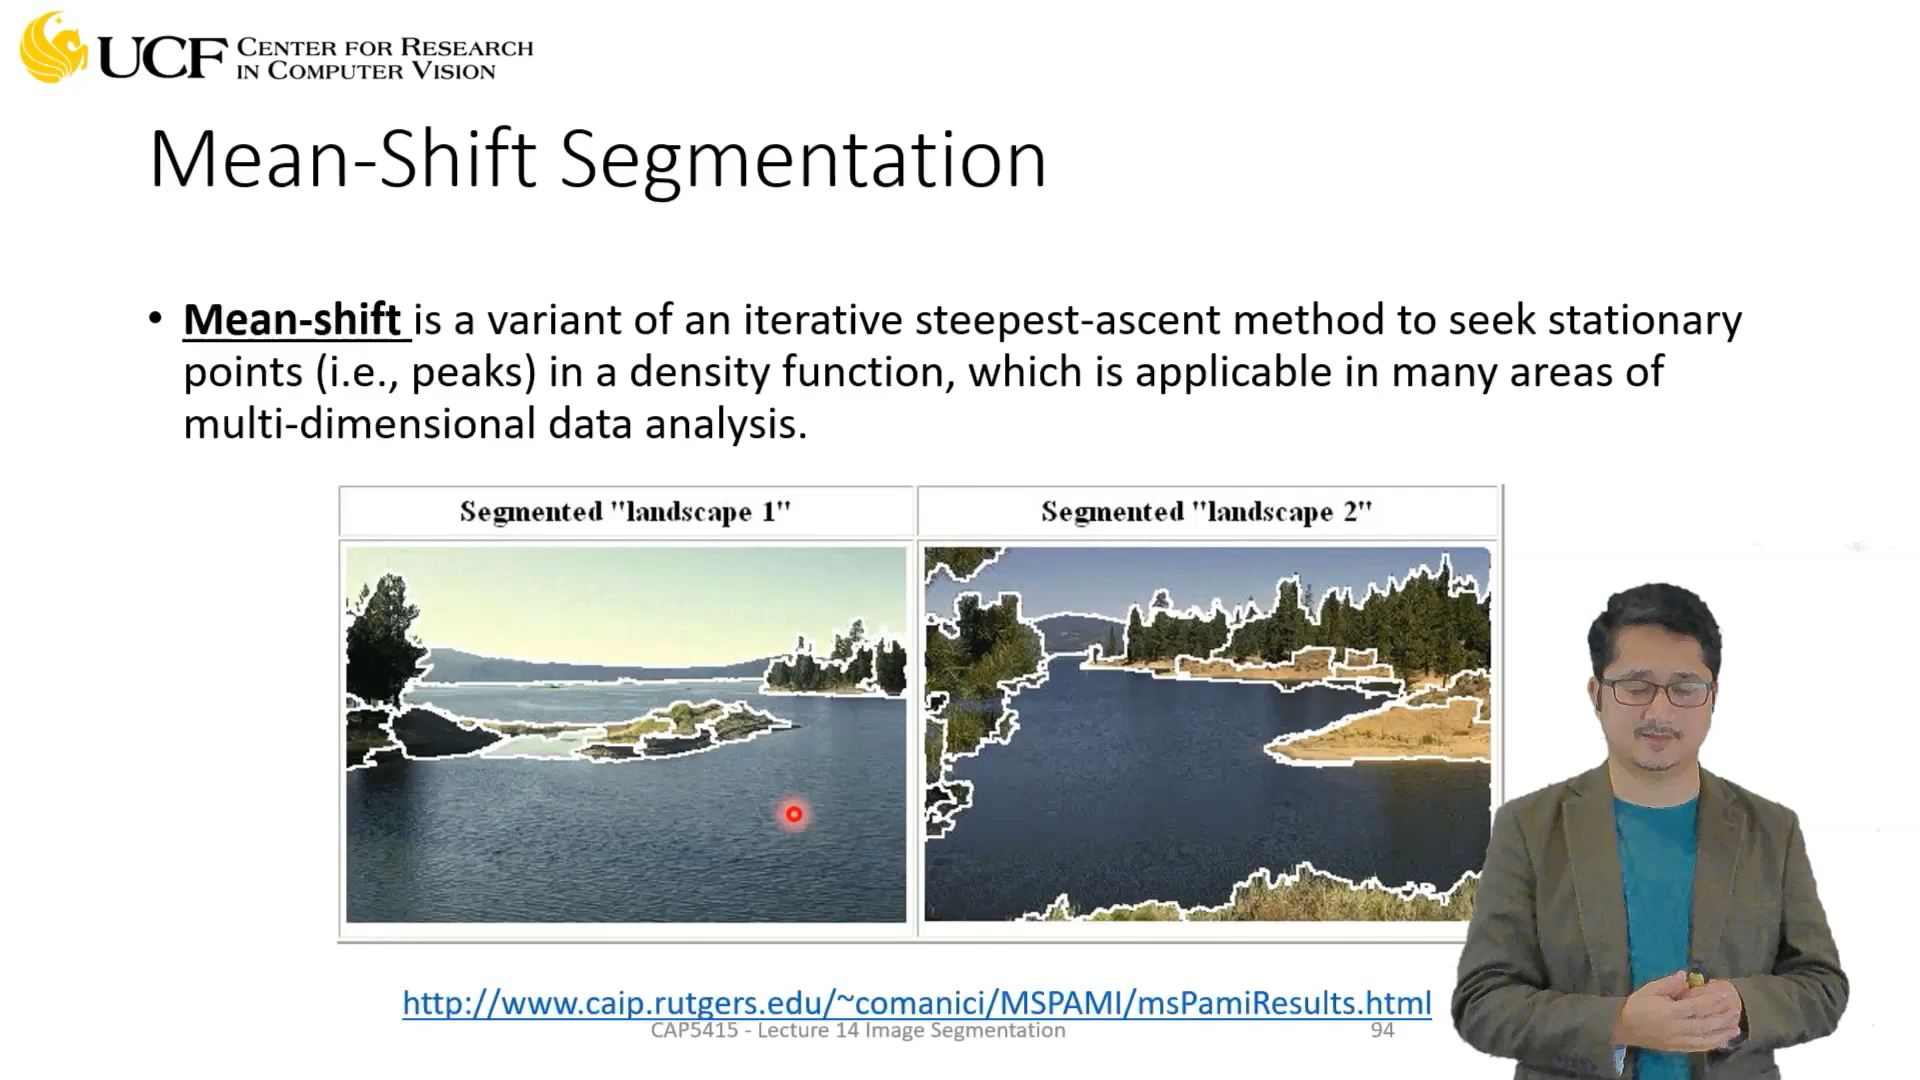 UCF CENTER FOR RESEARCH
IN COMPUTER VISION
Mean-Shift Segmentation
• Mean-shift is a variant of an iterative steepest-ascent method to seek stationary
points (i.e., peaks) in a density function, which is applicable in many areas of
multi-dimensional data analysis.
Segmented "landscape 1"
Segmented "landscape 2"
http://www.caip.rutgers.edu/~comanici/MSPAMI/msPamiResults.html
CAP5415 - Lecture 14 Image Segmentation
94